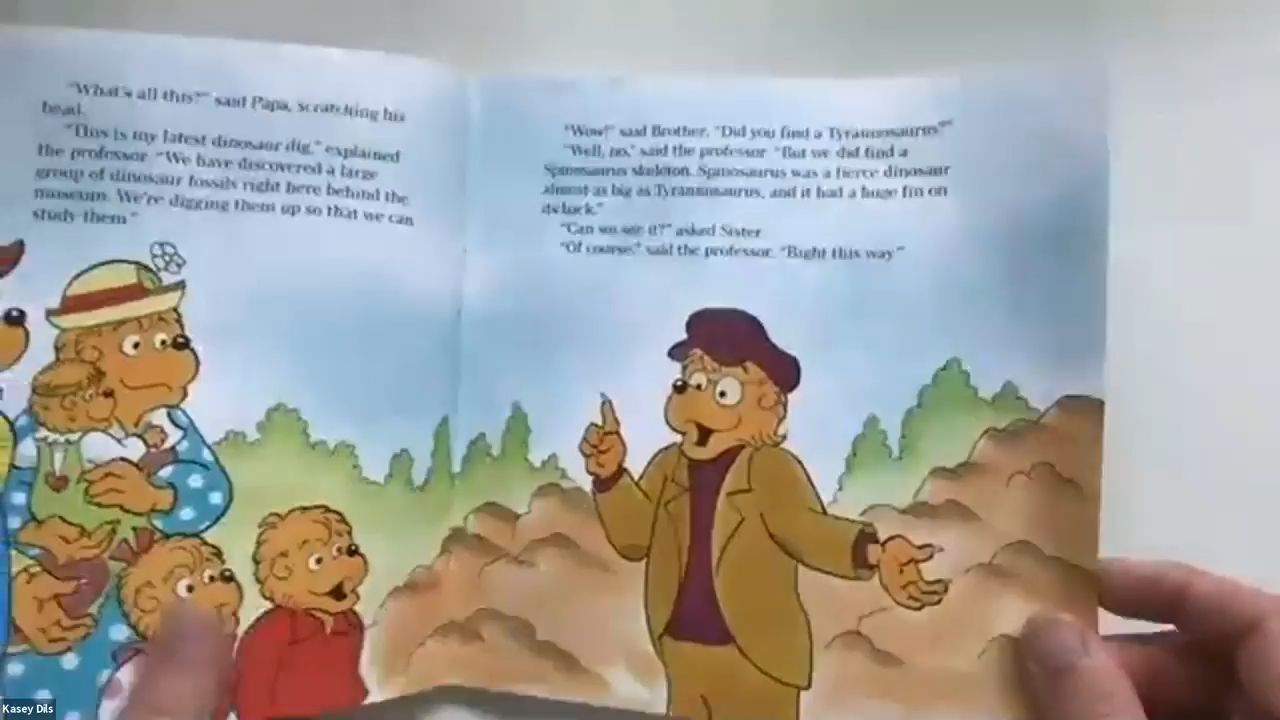 "What's all this?" said Papa, scratching his
head.
"This is my latest dinosaur dig," explained
the professor. "We have discovered a large
group of dinosaur fossils right here behind the
museum. We're digging them up so that we can
study them."
"Wow!" said Brother. "Did you find a Tyrannosaurus?"
"Well, no," said the professor. "But we did find a
Spinosaurus skeleton. Spinosaurus was a fierce dinosaur
almost as big as Tyrannosaurus, and it had a huge fin on
its back."
"Can we see it?" asked Sister.
"Of course," said the professor. "Right this way."
Kasey Dils